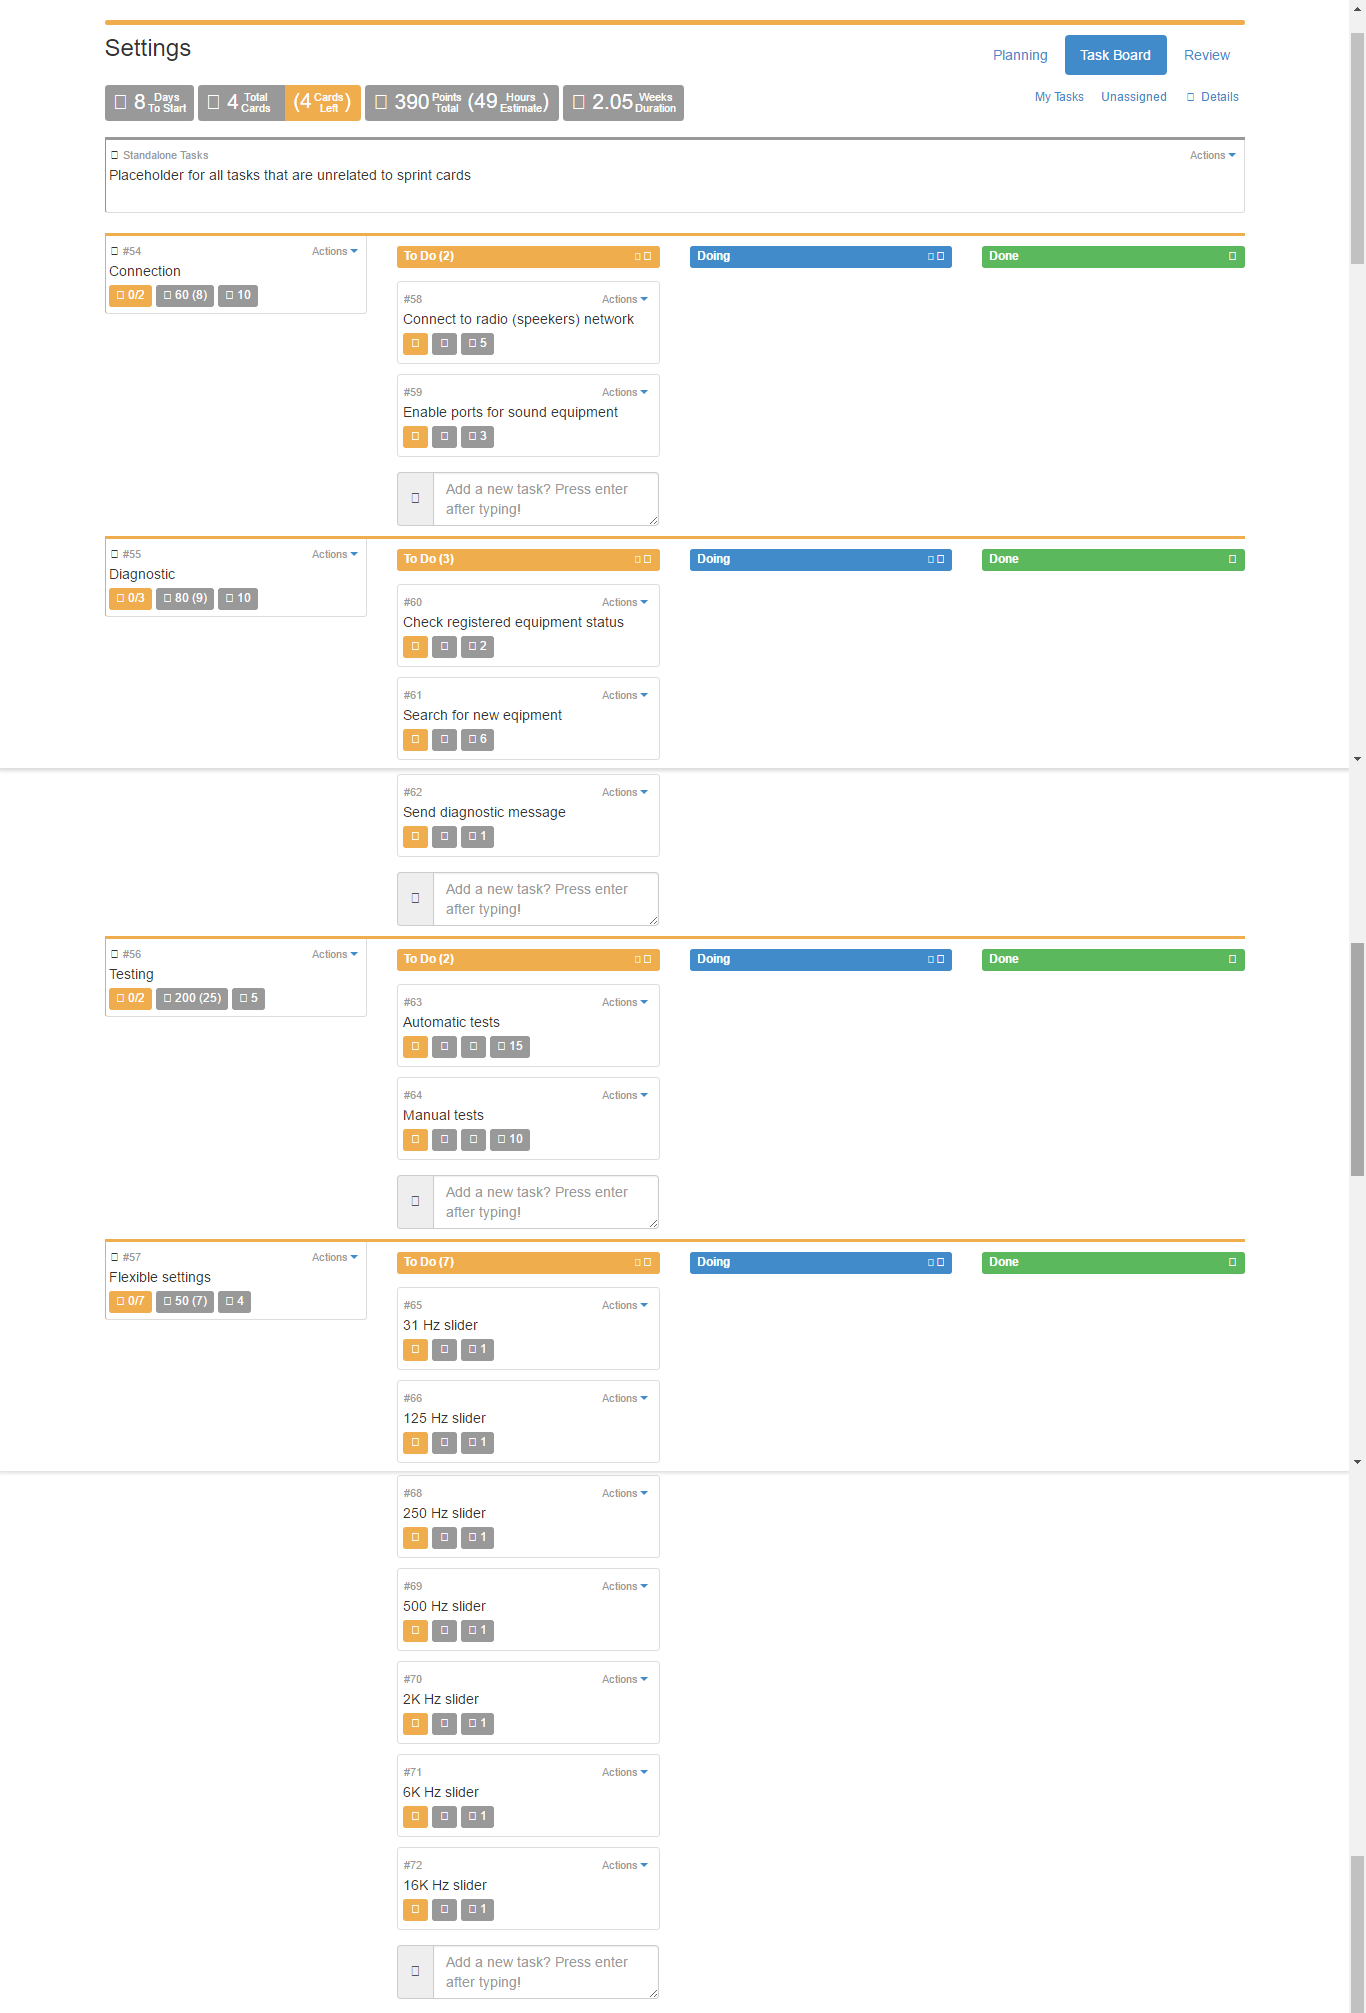 Settings
Planning
Task Board
Review
8 Days To Start
4 Total Cards
(4 Cards Left)
390 Points Total (49 Hours Estimate)
2.05 Weeks Duration
My Tasks
Unassigned
Details
Standalone Tasks
Actions
Placeholder for all tasks that are unrelated to sprint cards
#54
Actions
Connection
0/2
60 (8)
10
To Do (2)
Doing
Done
#58
Actions
Connect to radio (speekers) network
5
#59
Actions
Enable ports for sound equipment
3
Add a new task? Press enter
after typing!
#55
Actions
Diagnostic
0/3
80 (9)
10
To Do (3)
Doing
Done
#60
Actions
Check registered equipment status
2
#61
Actions
Search for new eqipment
6
#62
Actions
Send diagnostic message
1
Add a new task? Press enter
after typing!
#56
Actions
Testing
0/2
200 (25)
5
To Do (2)
Doing
Done
#63
Actions
Automatic tests
15
#64
Actions
Manual tests
10
Add a new task? Press enter
after typing!
#57
Actions
Flexible settings
0/7
50 (7)
4
To Do (7)
Doing
Done
#65
Actions
31 Hz slider
1
#66
Actions
125 Hz slider
1
#68
Actions
250 Hz slider
1
#69
Actions
500 Hz slider
1
#70
Actions
2K Hz slider
1
#71
Actions
6K Hz slider
1
#72
Actions
16K Hz slider
1
Add a new task? Press enter
after typing!